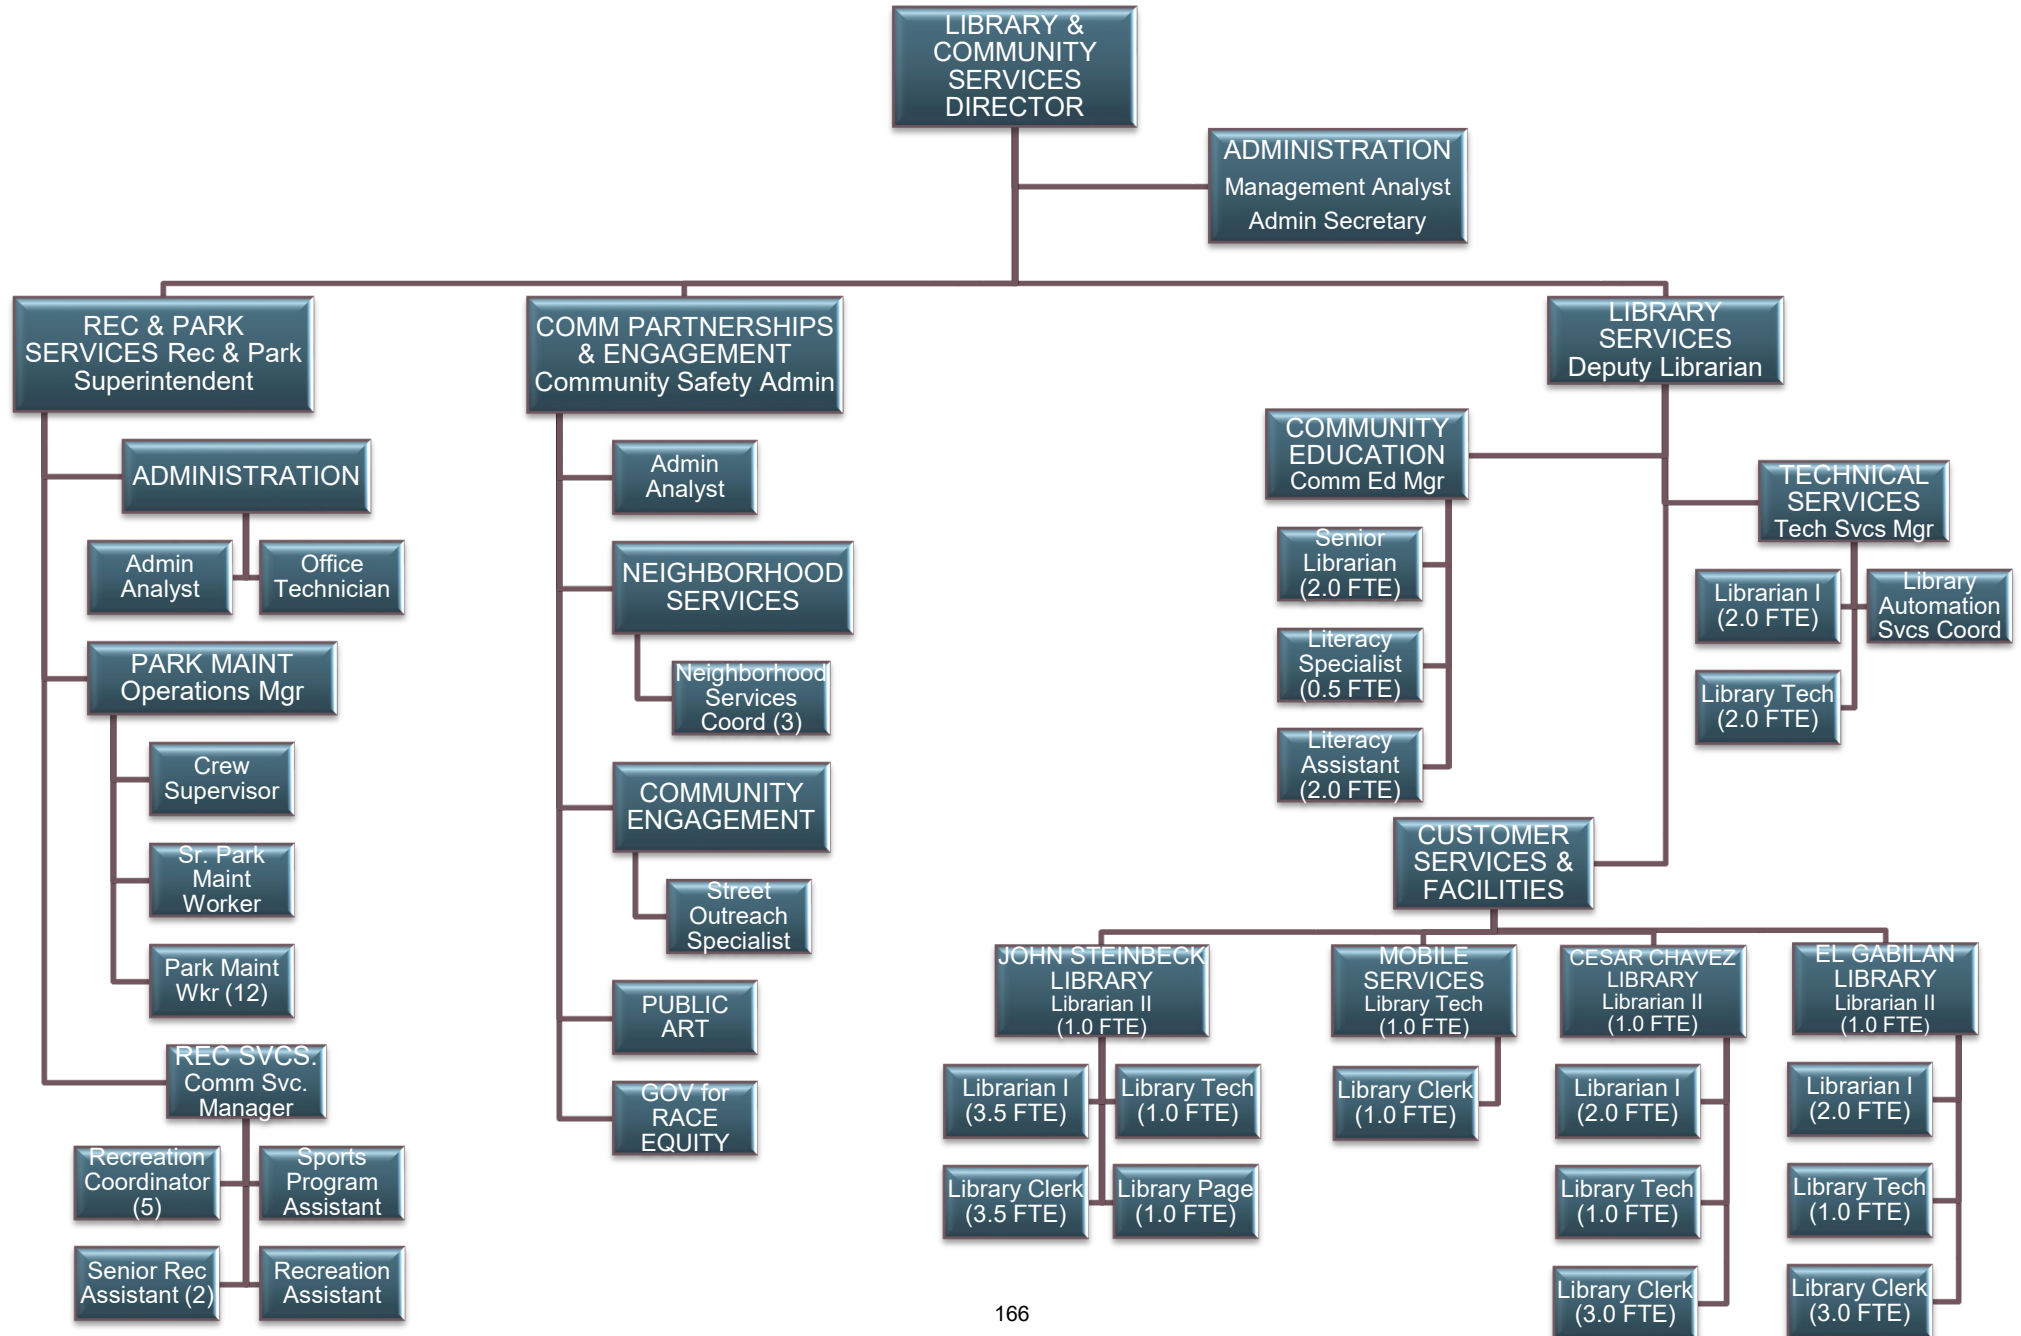 LIBRARY &
COMMUNITY
SERVICES
DIRECTOR
ADMINISTRATION
Management Analyst
Admin Secretary
REC & PARK
SERVICES Rec & Park
Superintendent
ADMINISTRATION
Admin
Analyst
Office
Technician
PARK MAINT
Operations Mgr
Crew
Supervisor
Sr. Park
Maint
Worker
Park Maint
Wkr (12)
REC SVCS.
Comm Svc.
Manager
Recreation
Coordinator
(5)
Sports
Program
Assistant
Senior Rec
Assistant (2)
Recreation
Assistant
COMM PARTNERSHIPS
& ENGAGEMENT
Community Safety Admin
Admin
Analyst
NEIGHBORHOOD
SERVICES
Neighborhood
Services
Coord (3)
COMMUNITY
ENGAGEMENT
Street
Outreach
Specialist
PUBLIC
ART
GOV for
RACE
EQUITY
LIBRARY
SERVICES
Deputy Librarian
COMMUNITY
EDUCATION
Comm Ed Mgr
Senior
Librarian
(2.0 FTE)
Literacy
Specialist
(0.5 FTE)
Literacy
Assistant
(2.0 FTE)
TECHNICAL
SERVICES
Tech Svcs Mgr
Librarian I
(2.0 FTE)
Library
Automation
Svcs Coord
Library Tech
(2.0 FTE)
CUSTOMER
SERVICES &
FACILITIES
JOHN STEINBECK
LIBRARY
Librarian II
(1.0 FTE)
Librarian I
(3.5 FTE)
Library Tech
(1.0 FTE)
Library Clerk
(3.5 FTE)
Library Page
(1.0 FTE)
MOBILE
SERVICES
Library Tech
(1.0 FTE)
Library Clerk
(1.0 FTE)
CESAR CHAVEZ
LIBRARY
Librarian II
(1.0 FTE)
Librarian I
(2.0 FTE)
Library Tech
(1.0 FTE)
Library Clerk
(3.0 FTE)
EL GABILAN
LIBRARY
Librarian II
(1.0 FTE)
Librarian I
(2.0 FTE)
Library Tech
(1.0 FTE)
Library Clerk
(3.0 FTE)
166